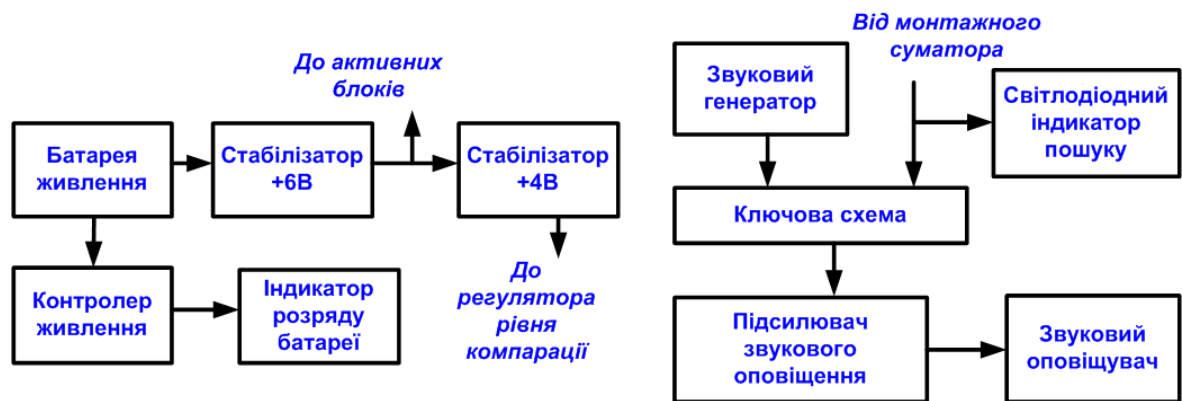 До активних
блоків
Батарея
живлення
Стабілізатор
+6В
Стабілізатор
+4В
Контролер
живлення
Індикатор
розряду
батареї
До
регулятора
рівня
компарації
Від монтажного
суматора
Звуковий
генератор
Світлодіодний
індикатор
пошуку
Ключова схема
Підсилювач
звукового
оповіщення
Звуковий
оповіщувач